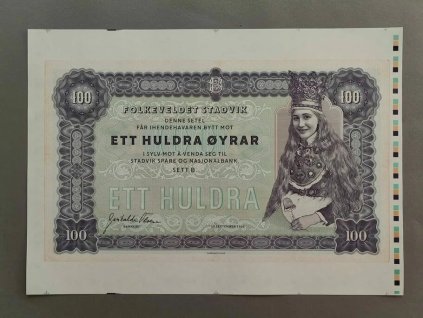 100
100
FOLKEVELDET STADVIK
DENNE SETEL
FÅR IHENDEHAVAREN BYTT MOT
ETT HULDRA ØYRAR
I SYLV MOT Å VENDA SEG TIL
STADVIK SPARE OG NASJONALBANK
SETT B
ETT HULDRA
100
100